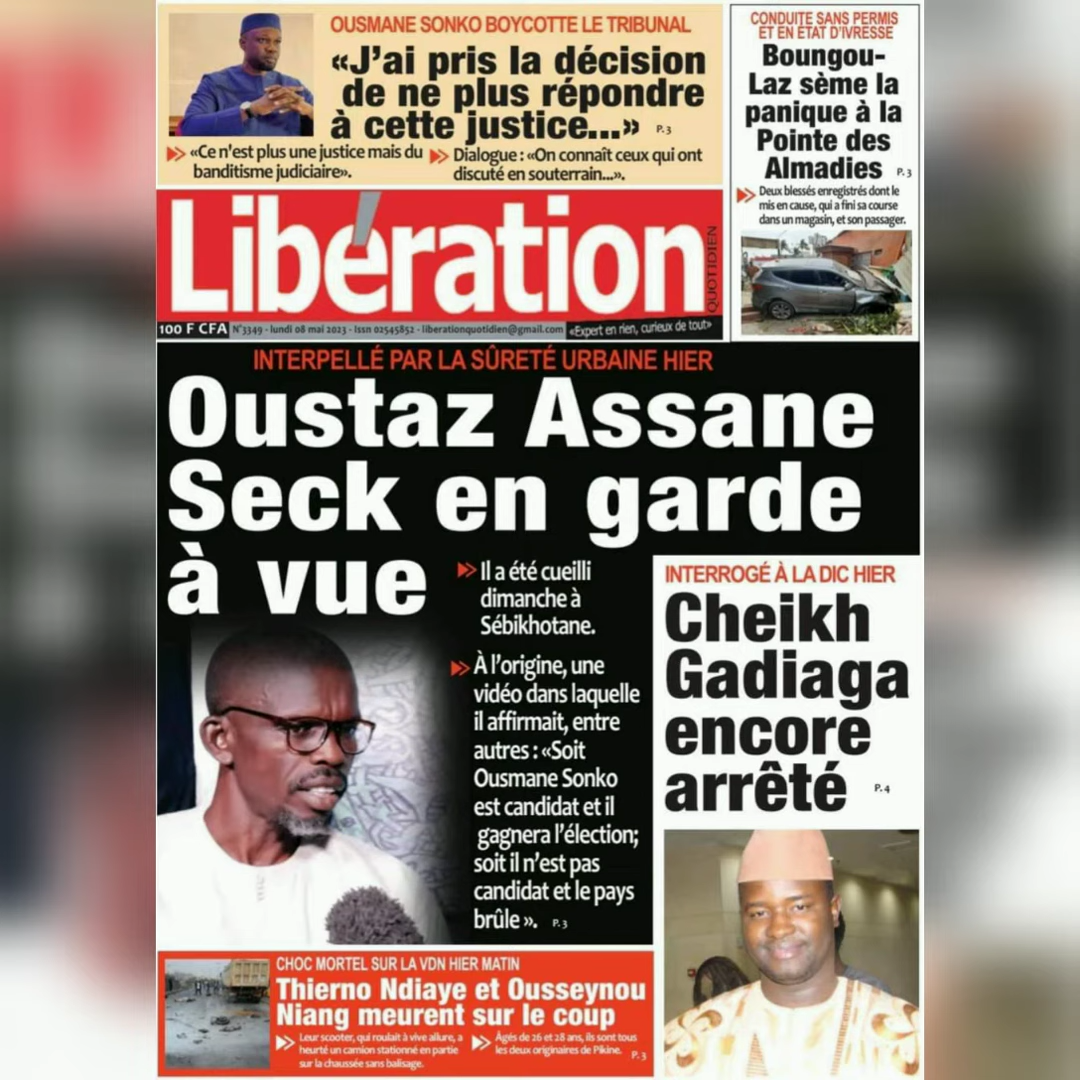 OUSMANE SONKO BOYCOTTE LE TRIBUNAL
«J'ai pris la décision
de ne plus répondre
à cette justice...» P.3
«Ce n'est plus une justice mais du
banditisme judiciaire».
Dialogue : «On connaît ceux qui ont
discuté en souterrain...».
CONDUITE SANS PERMIS
ET EN ETAT D'IVRESSE
Boungou-
Laz sème la
panique à la
Pointe des
Almadies P.3
Deux blessés enregistrés dont le
mis en cause, qui a fini sa course
dans un magasin, et son passager.
Libération
QUOTIDIEN
100 F CFA N°3349 - lundi 08 mai 2023 - Issn 02545852 - liberationquotidien@gmail.com «Expert en rien, curieux de tout»
INTERPELLÉ PAR LA SÛRETÉ URBAINE HIER
Oustaz Assane
Seck en garde
à vue
Il a été cueilli
dimanche à
Sébikhotane.
À l'origine, une
vidéo dans laquelle
il affirmait, entre
autres : «Soit
Ousmane Sonko
est candidat et il
gagnera l'élection;
soit il n'est pas
candidat et le pays
brûle ». P.3
INTERROGÉ À LA DIC HIER
Cheikh
Gadiaga
encore
arrêté P.4
CHOC MORTEL SUR LA VDN HIER MATIN
Thierno Ndiaye et Ousseynou
Niang meurent sur le coup
Leur scooter, qui roulait à vive allure, a
heurté un camion stationné en partie
sur la chaussée sans balisage.
Âgés de 26 et 28 ans, ils sont tous
les deux originaires de Pikine. P.3